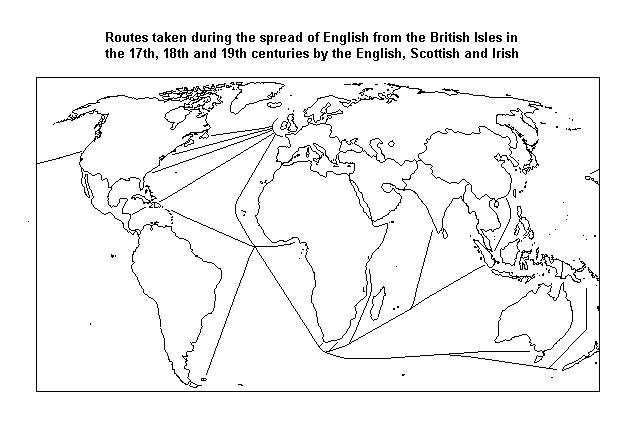 Routes taken during the spread of English from the British Isles in
the 17th, 18th and 19th centuries by the English, Scottish and Irish